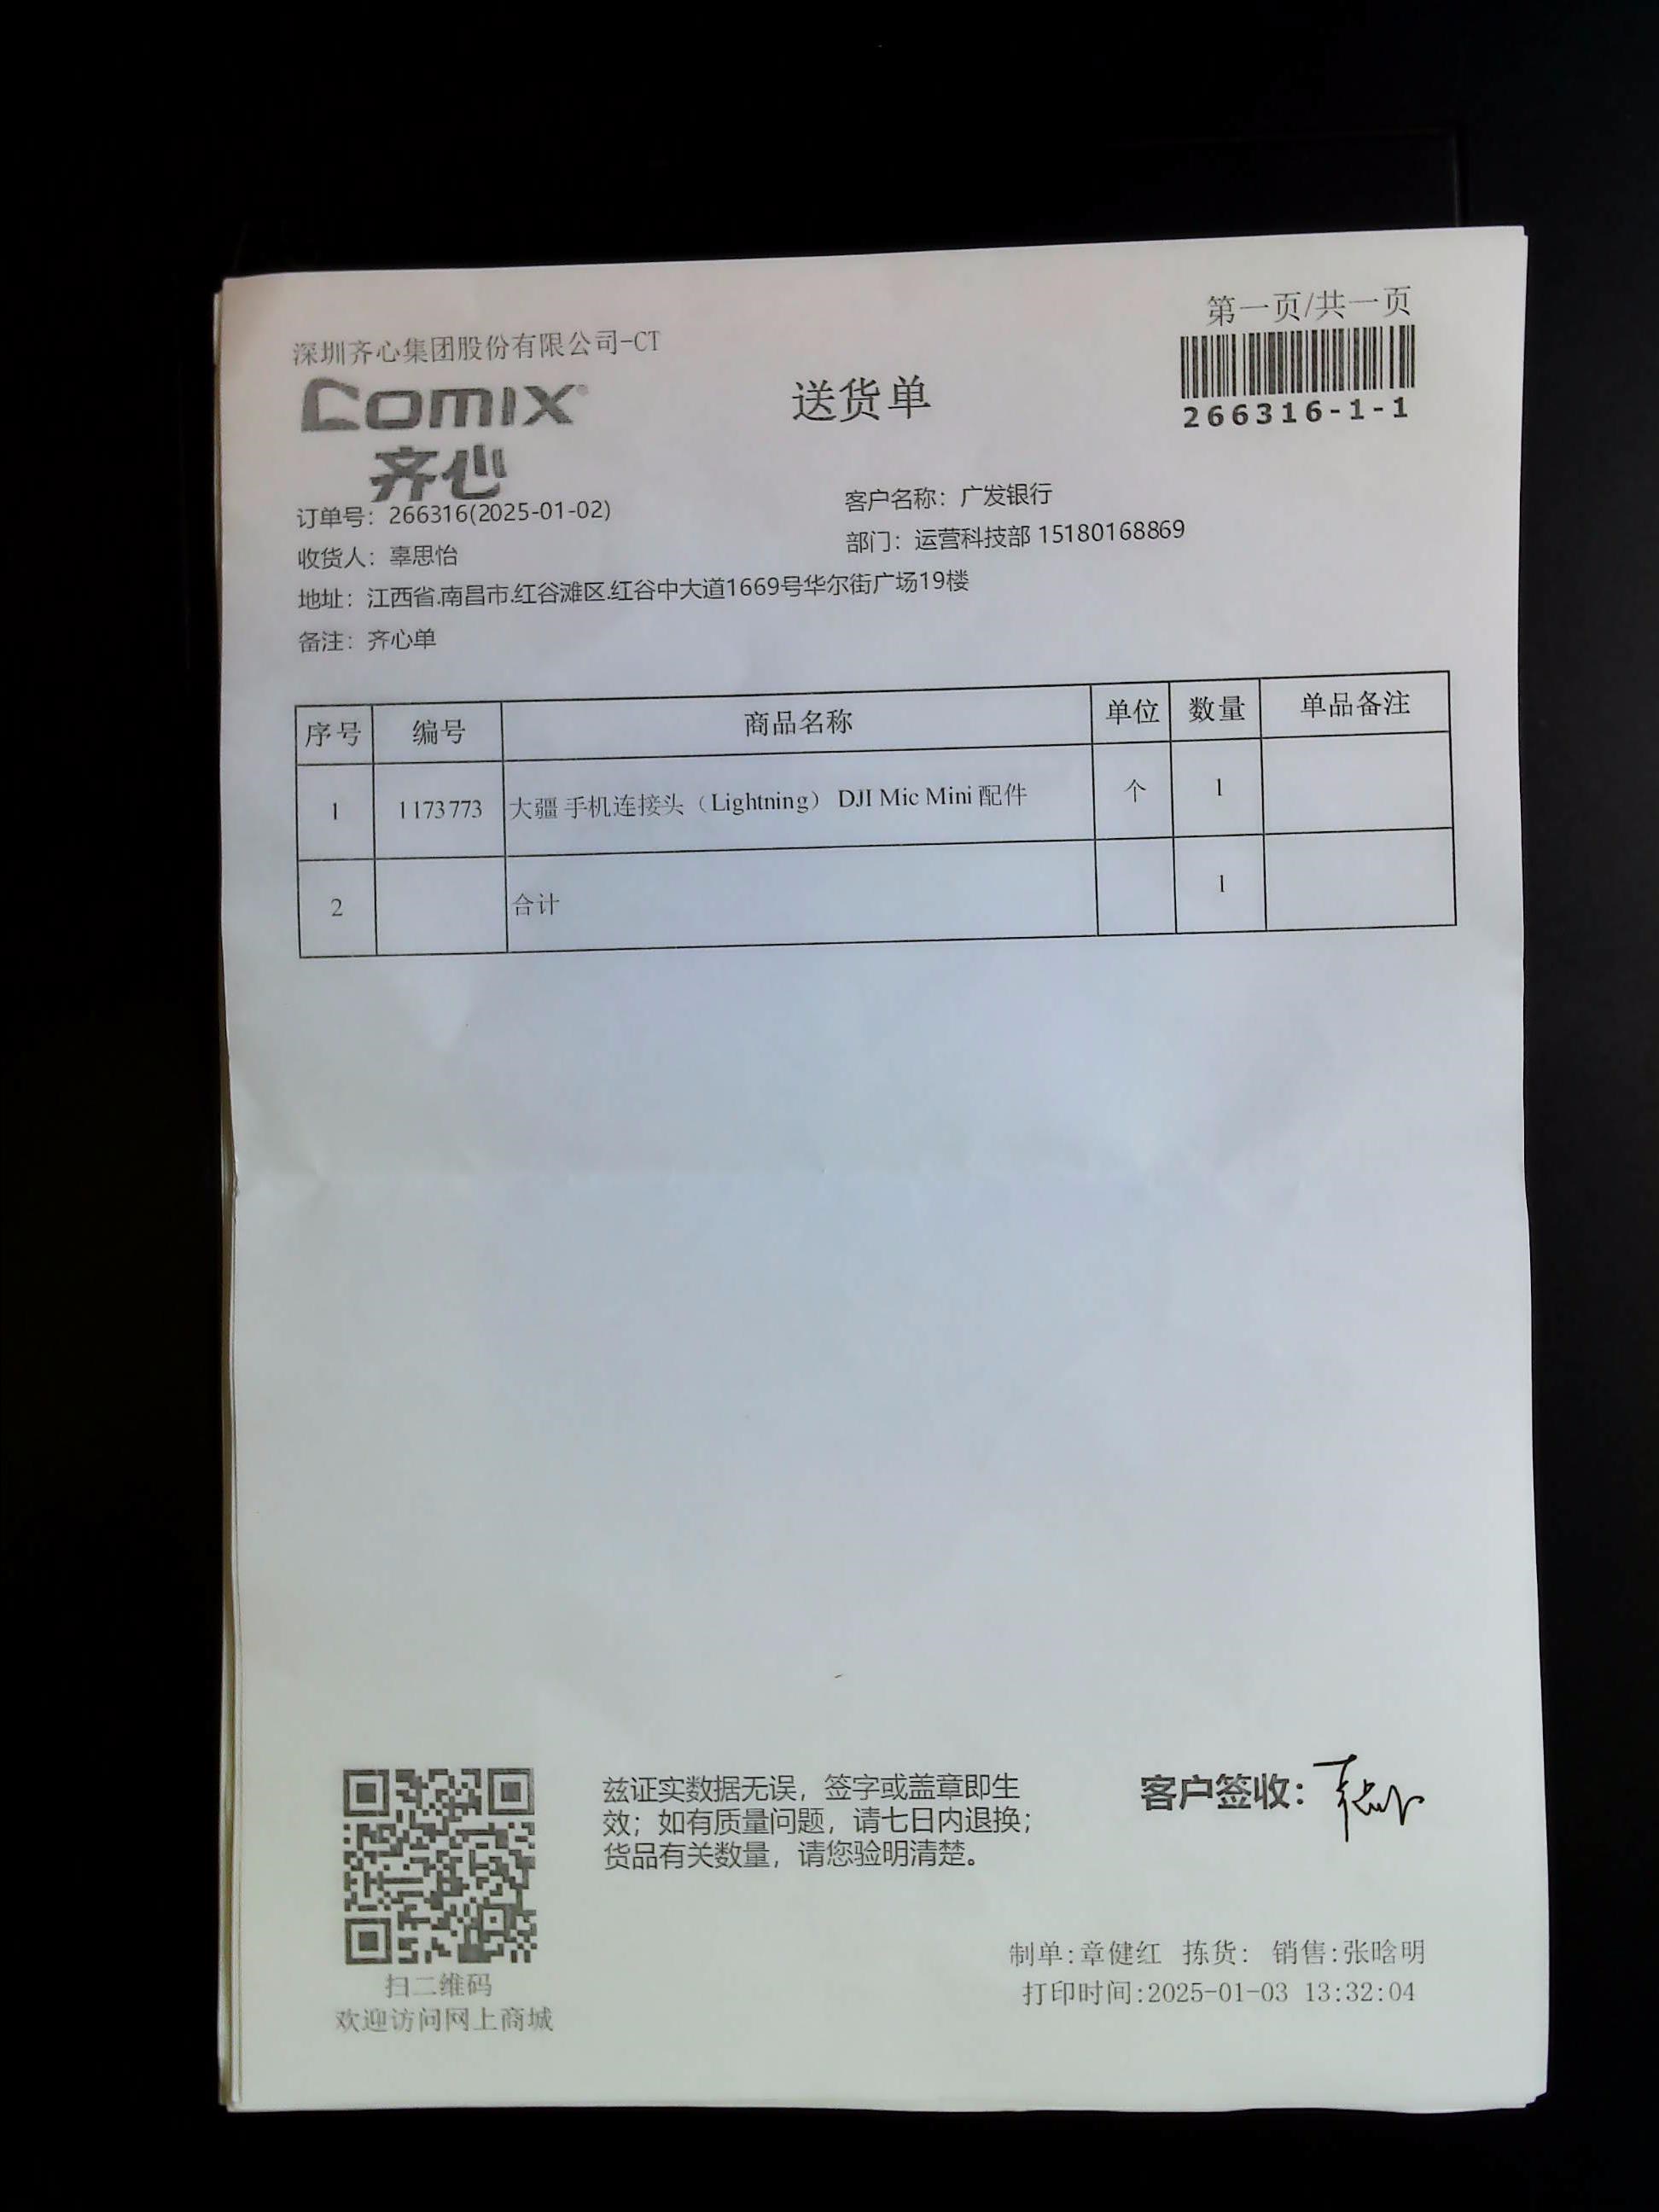 第一页/共一页
深圳齐心集团股份有限公司-CT
comix
齐心
送货单
266316-1-1
订单号：266316(2025-01-02)
客户名称：广发银行
收货人：辜思怡
部门：运营科技部 15180168869
地址：江西省.南昌市.红谷滩区.红谷中大道1669号华尔街广场19楼
备注：齐心单
序号 编号 商品名称 单位 数量 单品备注
1 1173773 大疆 手机连接头（Lightning） DJI Mic Mini 配件 个 1
2 合计 1
兹证实数据无误，签字或盖章即生
效；如有质量问题，请七日内退换；
货品有关数量，请您验明清楚。
客户签收：
扫二维码
欢迎访问网上商城
制单:章健红 拣货: 销售:张晗明
打印时间:2025-01-03 13:32:04